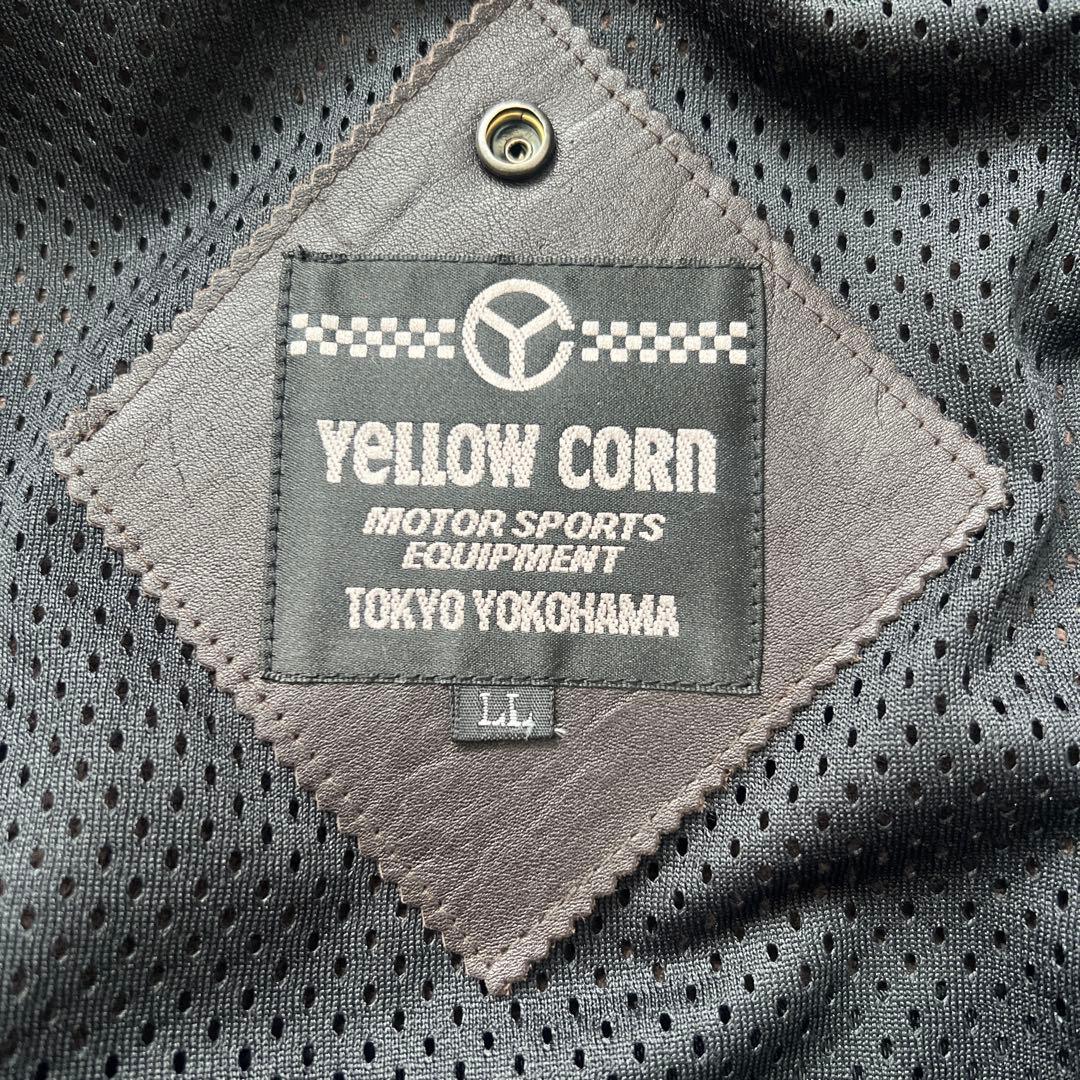 YeLLOW CORn
MOTOR SPORTS
EQUIPMENT
TOKYO YOKOHAMA
LL